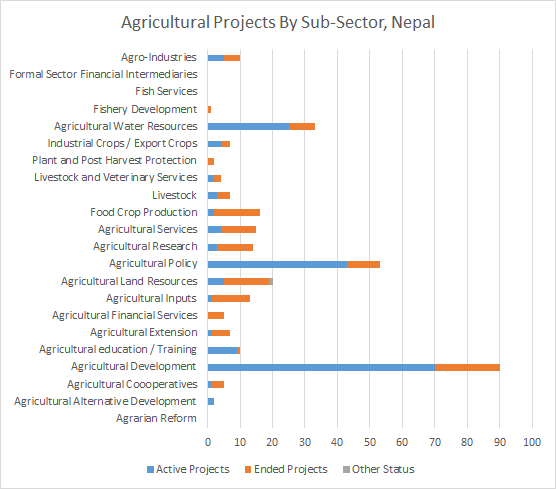 Agricultural Projects By Sub-Sector, Nepal
Agro-Industries
Formal Sector Financial Intermediaries
Fish Services
Fishery Development
Agricultural Water Resources
Industrial Crops / Export Crops
Plant and Post Harvest Protection
Livestock and Veterinary Services
Livestock
Food Crop Production
Agricultural Services
Agricultural Research
Agricultural Policy
Agricultural Land Resources
Agricultural Inputs
Agricultural Financial Services
Agricultural Extension
Agricultural education / Training
Agricultural Development
Agricultural Coooperatives
Agricultural Alternative Development
Agrarian Reform
0 10 20 30 40 50 60 70 80 90 100
Active Projects Ended Projects Other Status